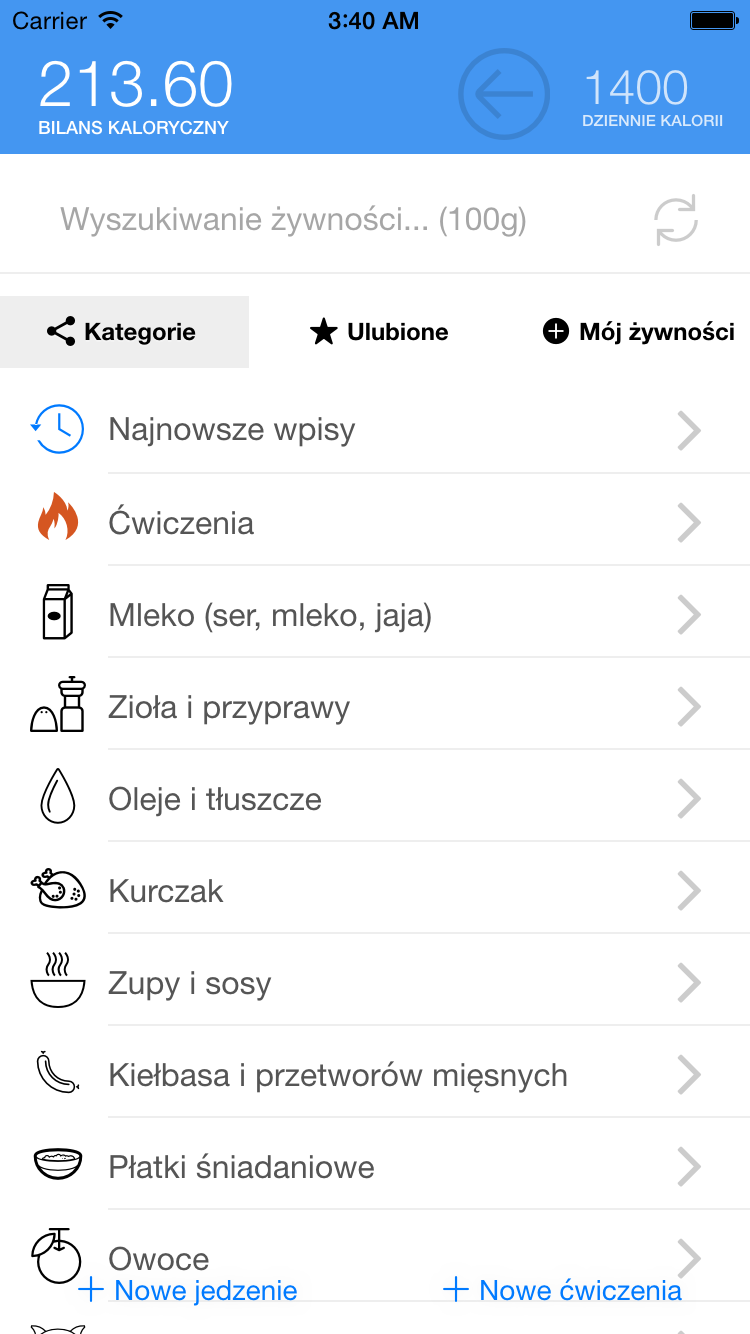 Carrier 3:40 AM
213.60 1400
BILANS KALORYCZNY DZIENNIE KALORII
Wyszukiwanie żywności... (100g)
Kategorie Ulubione Mój żywności
Najnowsze wpisy
Ćwiczenia
Mleko (ser, mleko, jaja)
Zioła i przyprawy
Oleje i tłuszcze
Kurczak
Zupy i sosy
Kiełbasa i przetworów mięsnych
Płatki śniadaniowe
Owoce
Nowe jedzenie Nowe ćwiczenia